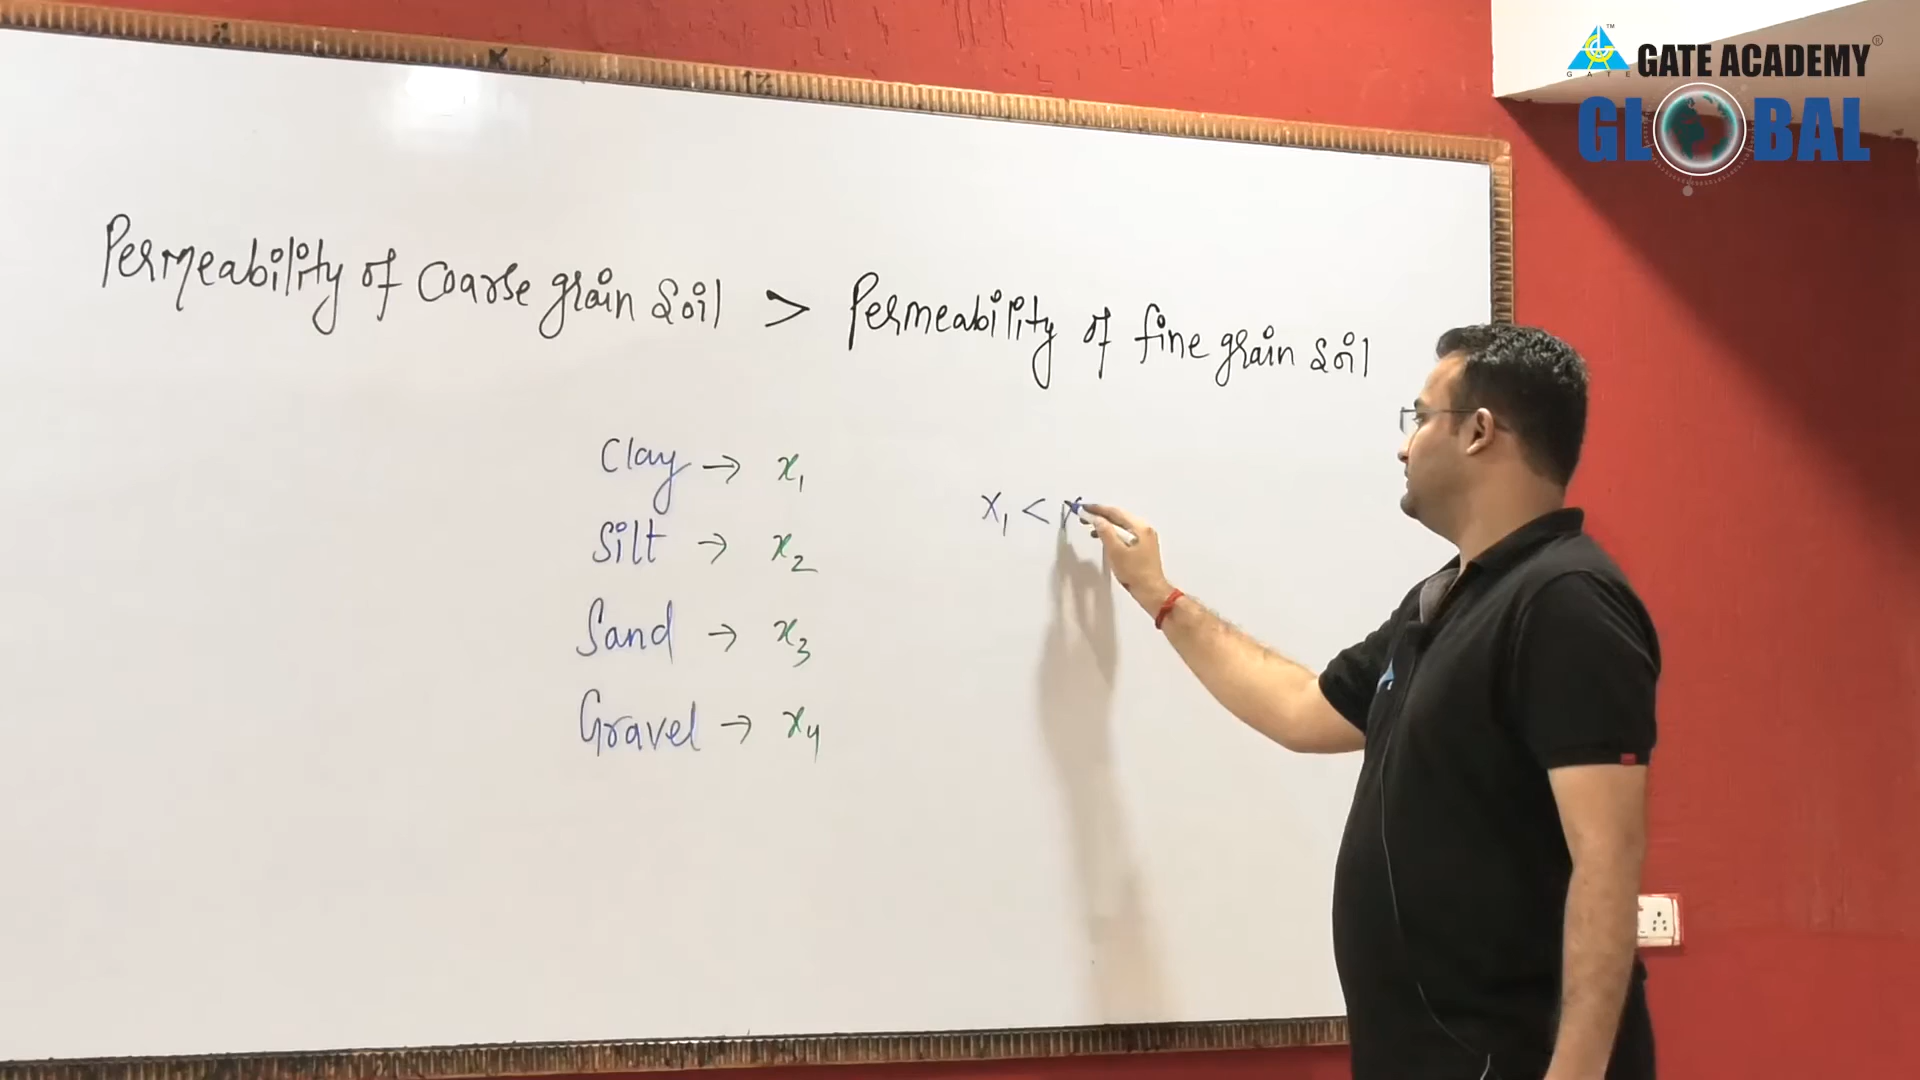 GATE ACADEMY
GATE
GLOBAL
Permeability of coarse grain soil > Permeability of fine grain soil
Clay → x₁
Silt → x₂
Sand → x₃
Gravel → x₄
x₁ < x